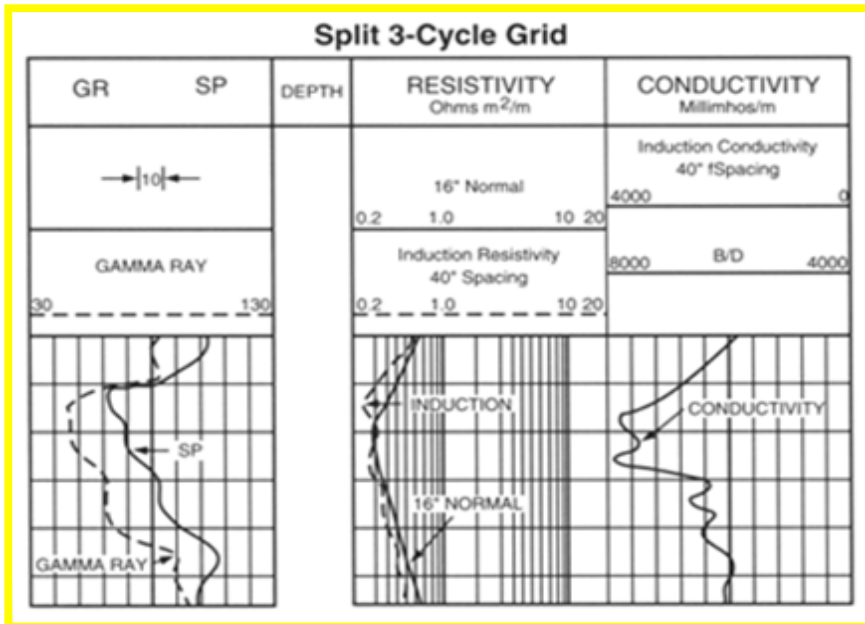 Split 3-Cycle Grid
GR SP
DEPTH
RESISTIVITY
Ohms m²/m
CONDUCTIVITY
Millimhos/m
10
16" Normal
0.2 1.0 10 20
Induction Conductivity
40" fSpacing
4000 0
GAMMA RAY
30 130
Induction Resistivity
40" Spacing
0.2 1.0 10 20
B/D
8000 4000
INDUCTION
CONDUCTIVITY
SP
16" NORMAL
GAMMA RAY